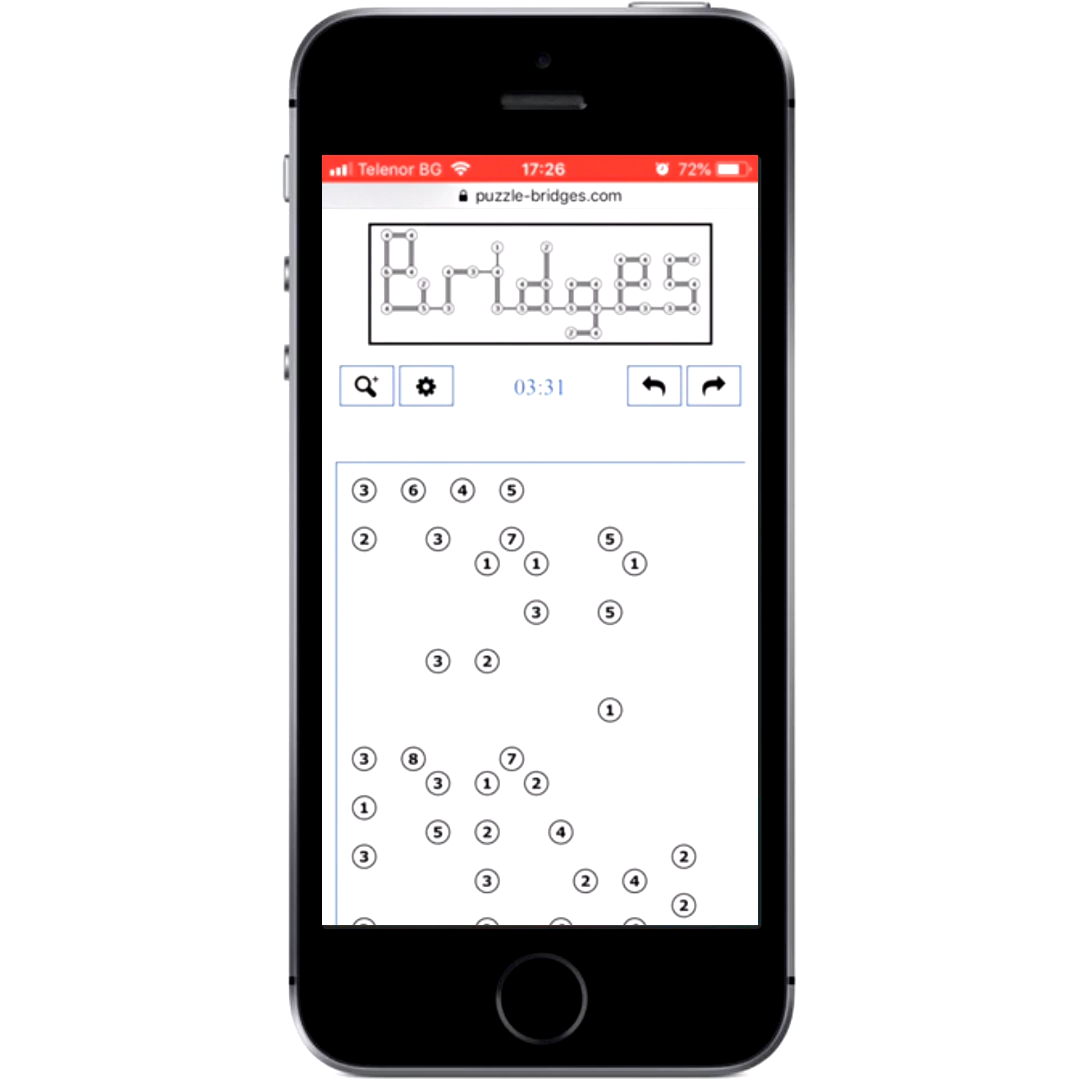 Telenor BG 17:26 72%
puzzle-bridges.com
Bridges
03:31
3 6 4 5
2 3 7 5
1 1 1
3 5
3 2
1
3 8 7
3 1 2
1
5 2 4
3 2
3 2 4
2